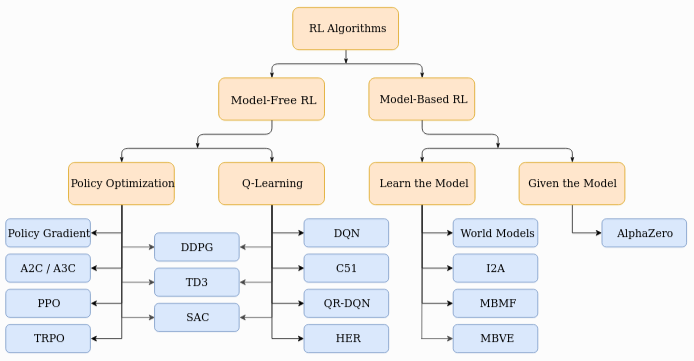 RL Algorithms
Model-Free RL
Model-Based RL
Policy Optimization
Q-Learning
Learn the Model
Given the Model
Policy Gradient
A2C / A3C
PPO
TRPO
DDPG
TD3
SAC
DQN
C51
QR-DQN
HER
World Models
I2A
MBMF
MBVE
AlphaZero